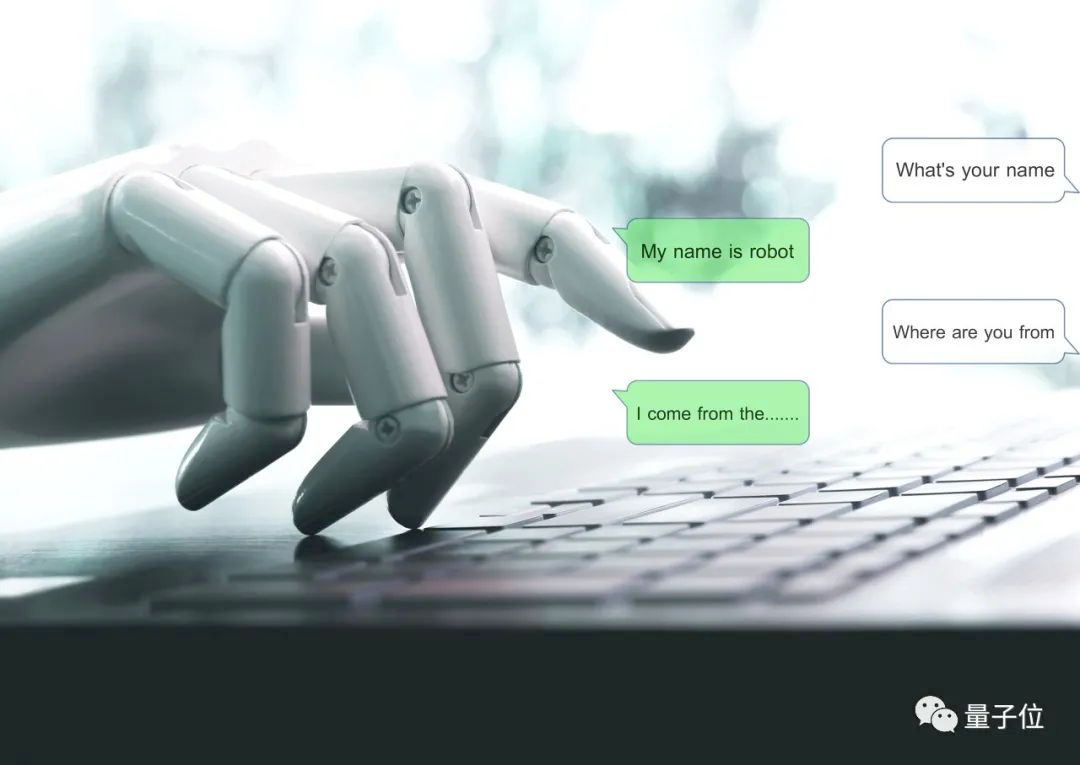 What's your name
My name is robot
Where are you from
I come from the.......
量子位